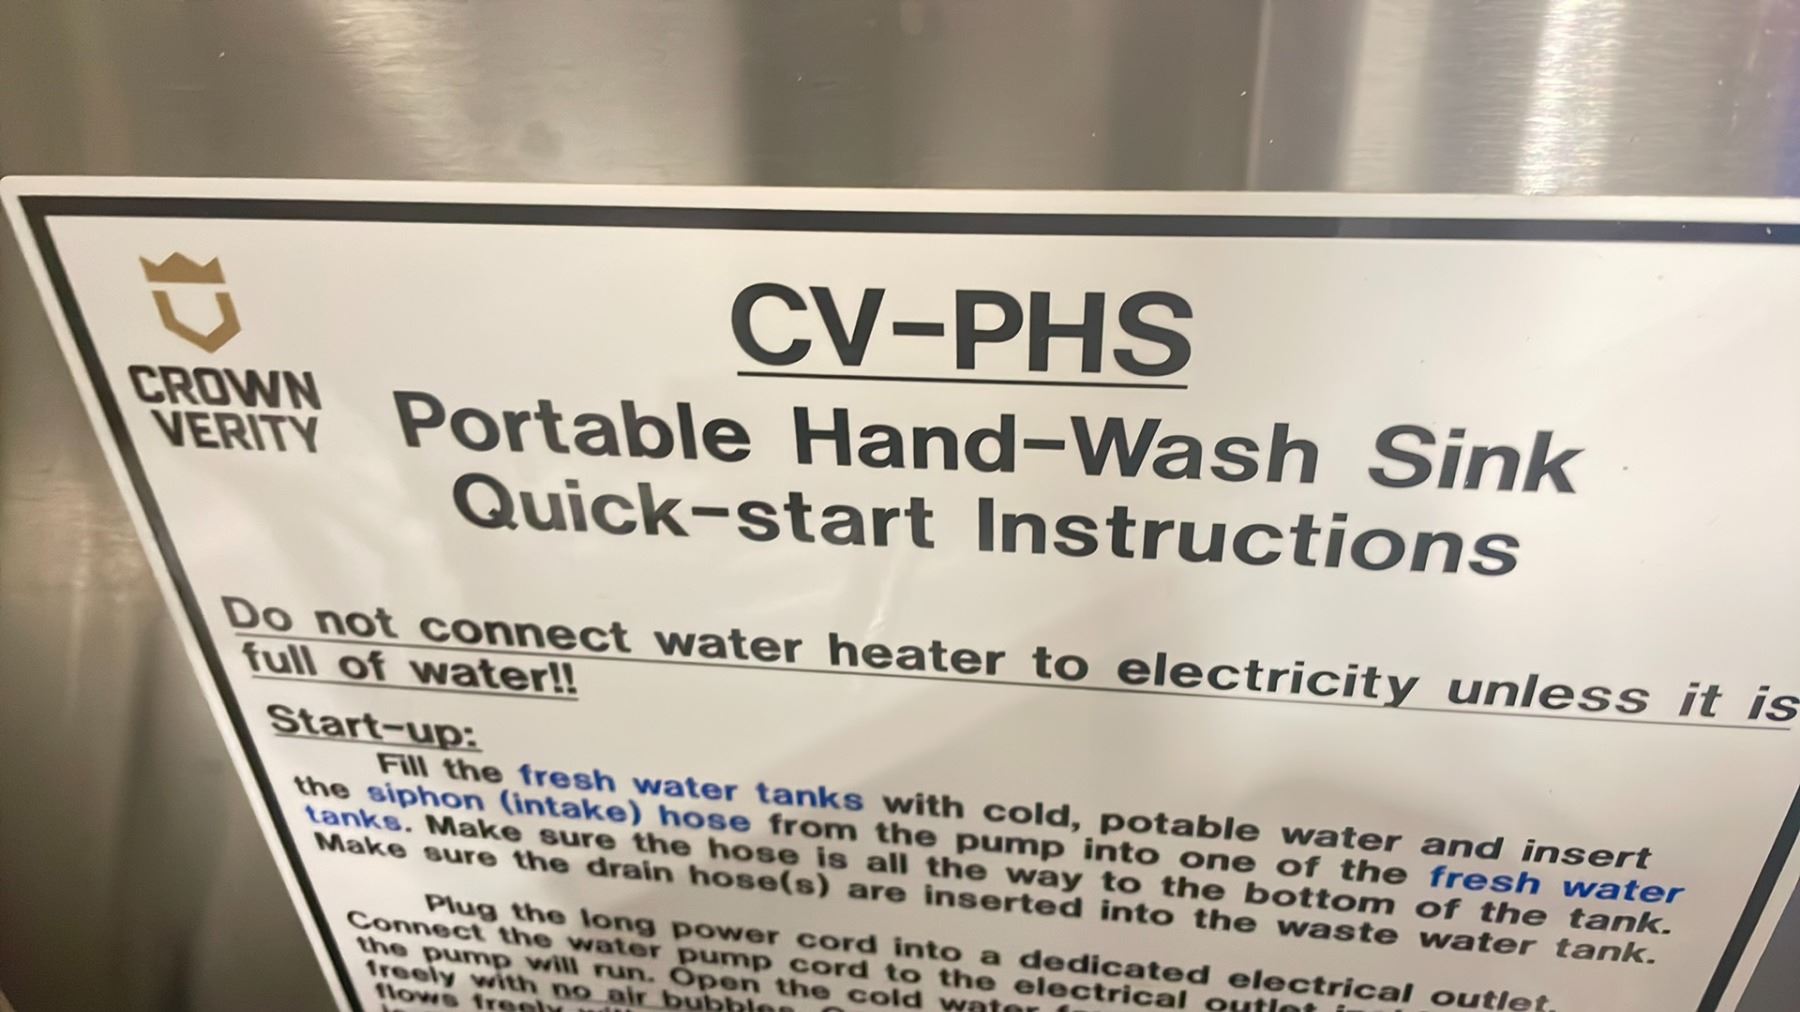 CROWN
VERITY
CV-PHS
Portable Hand-Wash Sink
Quick-start Instructions
Do not connect water heater to electricity unless it is
full of water!!
Start-up:
Fill the fresh water tanks with cold, potable water and insert
the siphon (intake) hose from the pump into one of the fresh water
tanks. Make sure the hose is all the way to the bottom of the tank.
Make sure the drain hose(s) are inserted into the waste water tank.
Plug the long power cord into a dedicated electrical outlet.
Connect the water pump cord to the electrical outlet
the pump will run. Open the cold water
freely with no air bubbles
flows freely